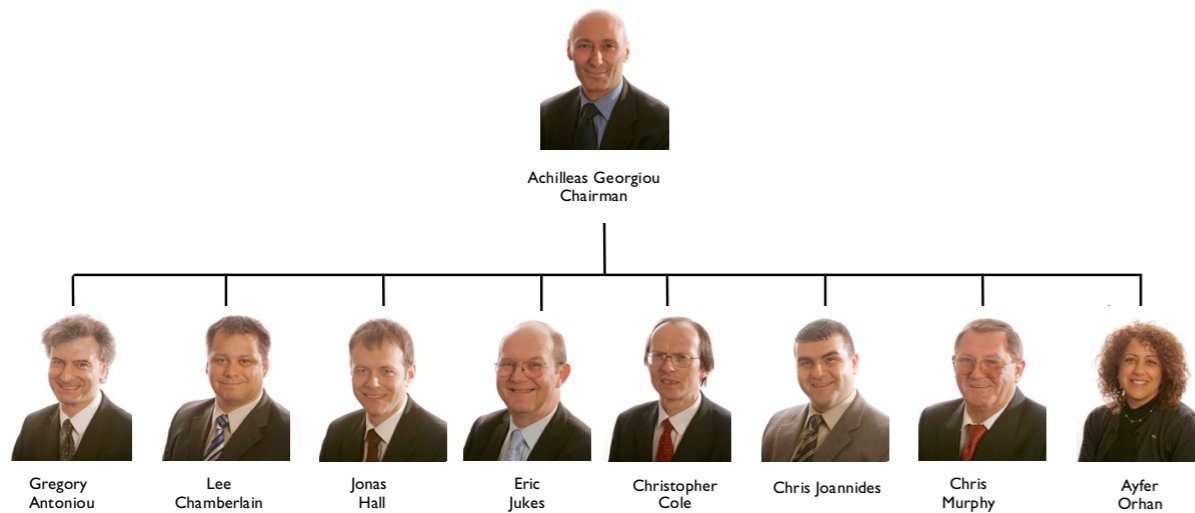 Achilleas Georgiou
Chairman
Gregory
Antoniou
Lee
Chamberlain
Jonas
Hall
Eric
Jukes
Christopher
Cole
Chris Joannides
Chris
Murphy
Ayfer
Orhan